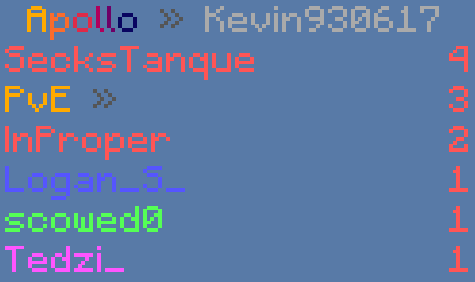 Apollo » Kevin930617
SecksTanque 4
PvE » 3
InProper 2
Logan_S_ 1
scowed0 1
Tedzi_ 1